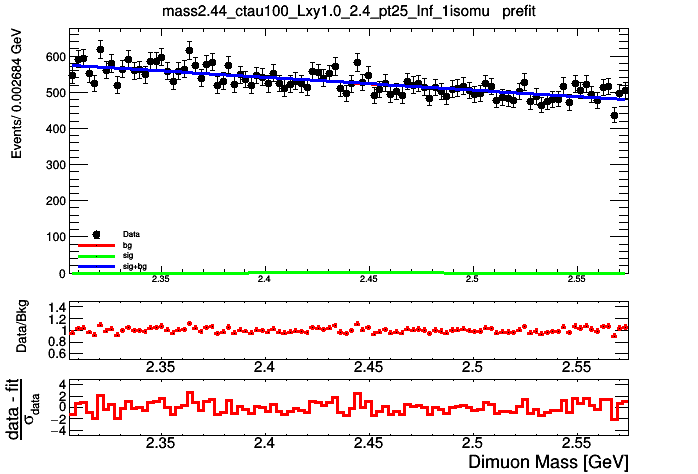 mass2.44_ctau100_Lxy1.0_2.4_pt25_Inf_1isomu prefit
Events/ 0.002684 GeV
600
500
400
300
200
100
0
Data
bg
sig
sig+bg
2.35 2.4 2.45 2.5 2.55
Data/Bkg
1.4
1.2
1
0.8
0.6
2.35 2.4 2.45 2.5 2.55
data - fit
σdata
4
2
0
−2
−4
2.35 2.4 2.45 2.5 2.55
Dimuon Mass [GeV]